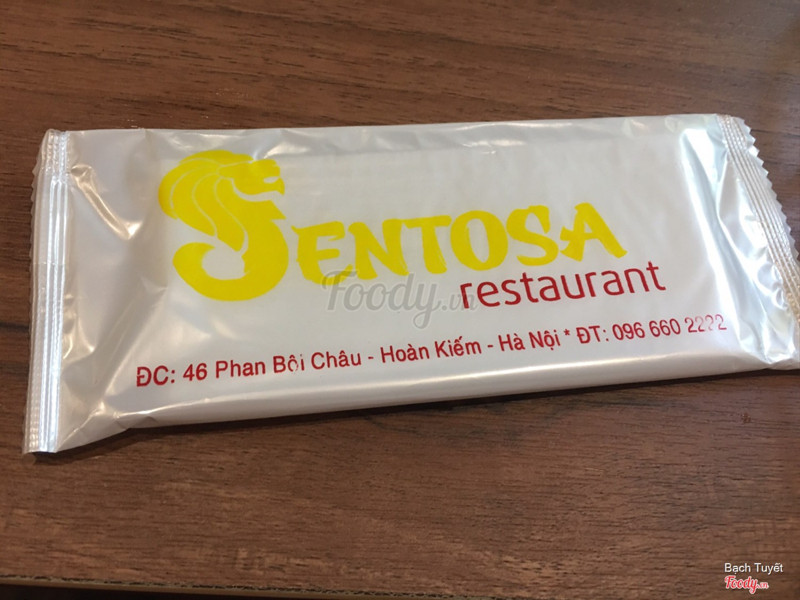 SENTOSA
restaurant
Foody.vn
ĐC: 46 Phan Bội Châu - Hoàn Kiếm - Hà Nội * ĐT: 096 660 2222
Bạch Tuyết
Foody.vn